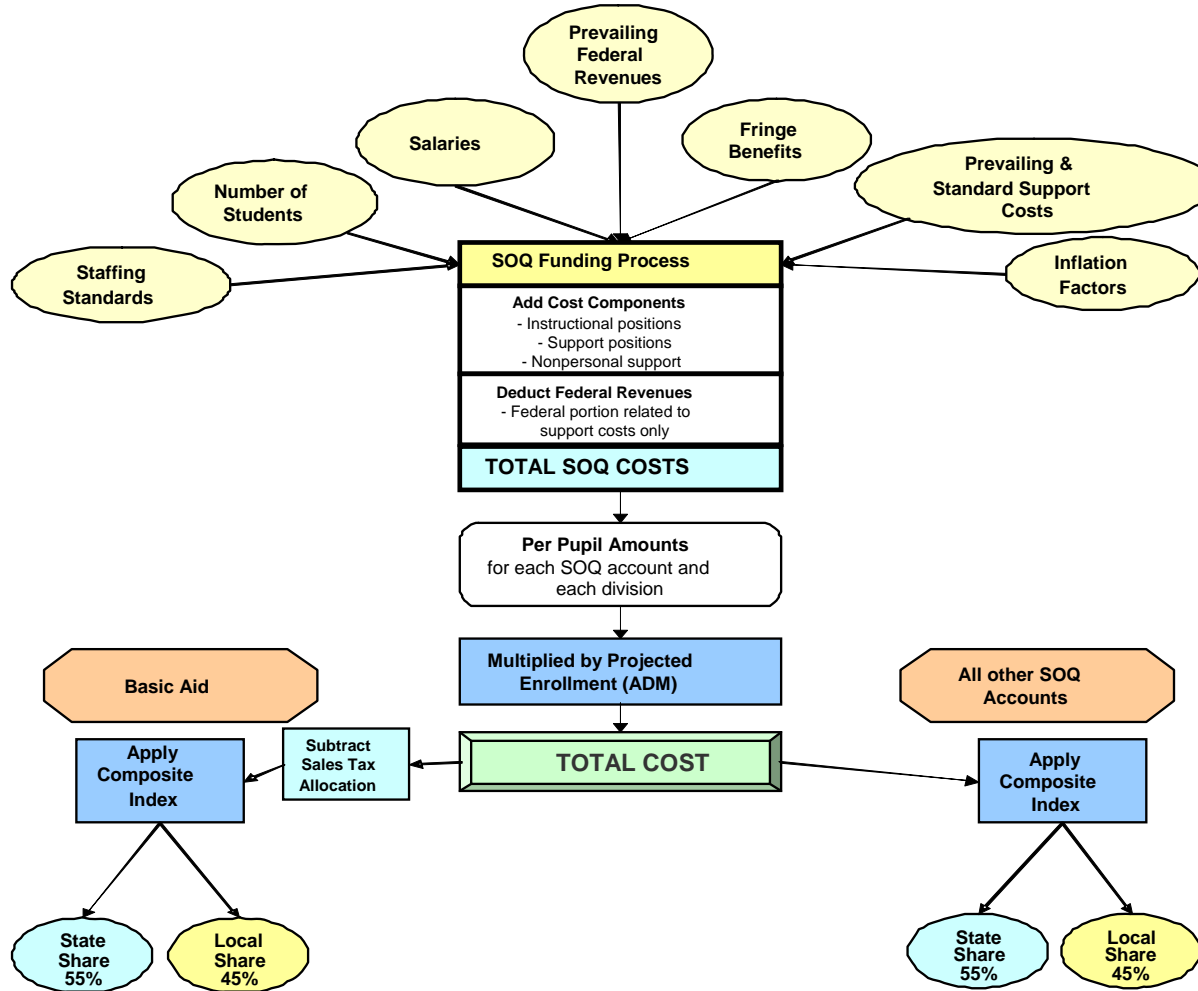 Prevailing
Federal
Revenues
Salaries
Fringe
Benefits
Prevailing &
Standard Support
Costs
Number of
Students
Staffing
Standards
Inflation
Factors
SOQ Funding Process
Add Cost Components
- Instructional positions
- Support positions
- Nonpersonal support
Deduct Federal Revenues
- Federal portion related to
support costs only
TOTAL SOQ COSTS
Per Pupil Amounts
for each SOQ account and
each division
Multiplied by Projected
Enrollment (ADM)
Basic Aid
All other SOQ
Accounts
Apply
Composite
Index
Subtract
Sales Tax
Allocation
TOTAL COST
Apply
Composite
Index
State
Share
55%
Local
Share
45%
State
Share
55%
Local
Share
45%